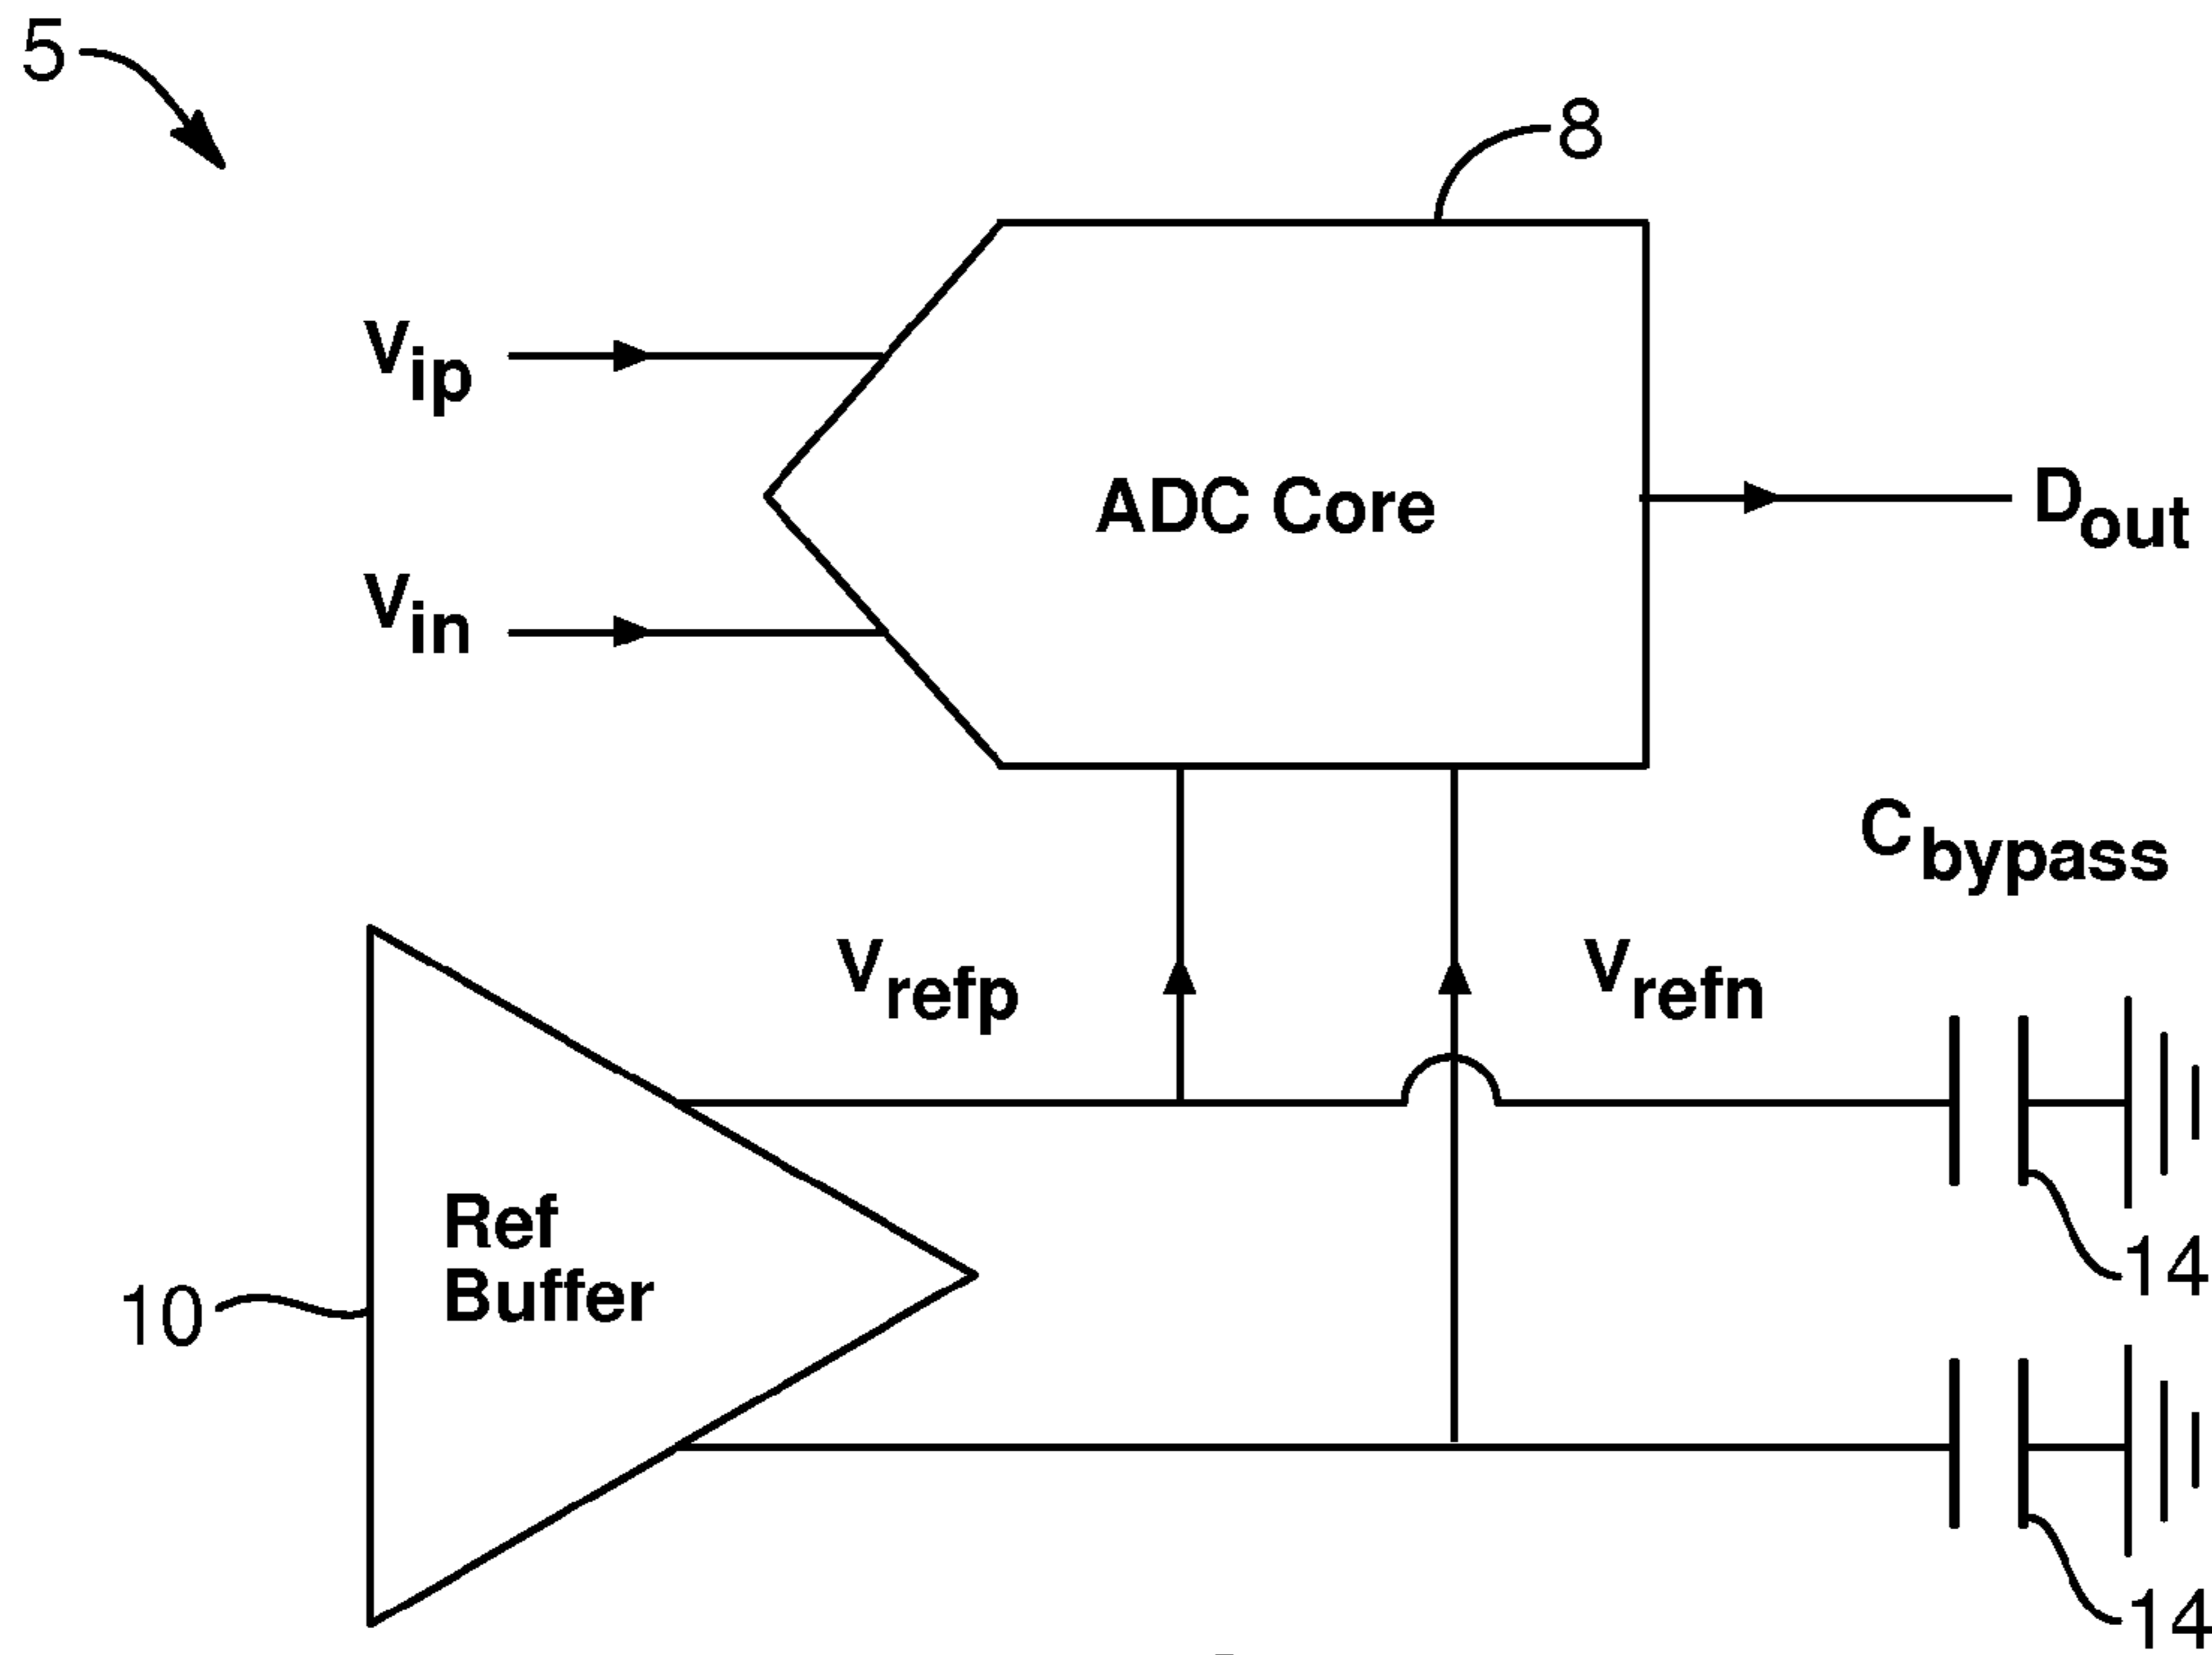 5
8
Vip
ADC Core
Dout
Vin
Cbypass
Vrefp
Vrefn
Ref
Buffer
10
14
14